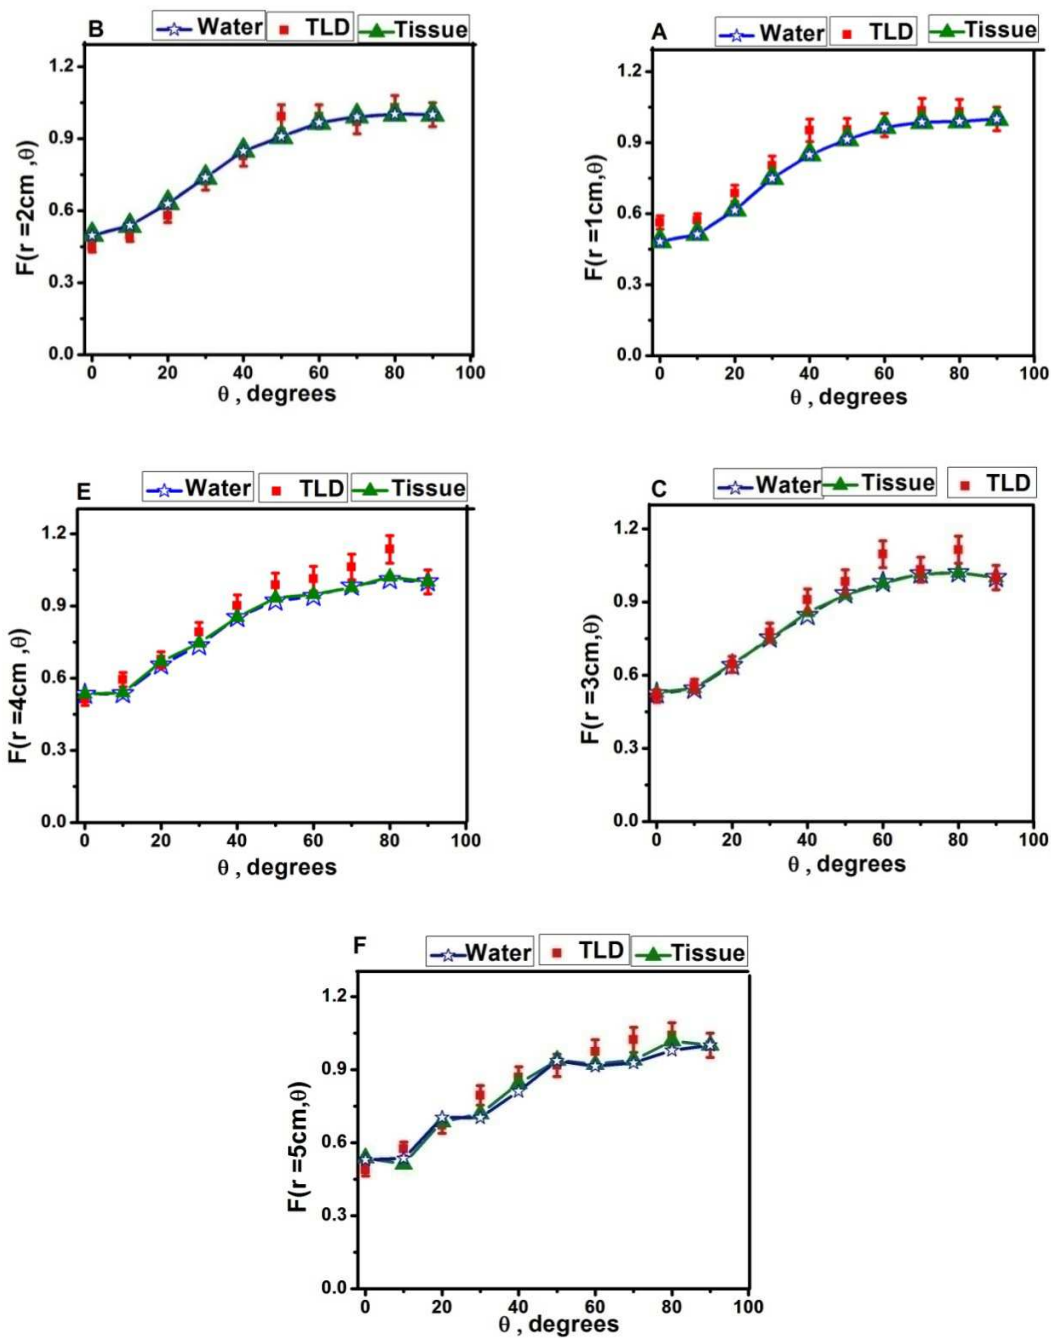 B Water TLD Tissue
1.2
0.9
0.6
0.3
0.0
F(r =2cm ,θ)
0 20 40 60 80 100
θ , degrees
A Water TLD Tissue
1.2
0.9
0.6
0.3
0.0
F(r =1cm,θ)
0 20 40 60 80 100
θ , degrees
E Water TLD Tissue
1.2
0.9
0.6
0.3
0.0
F(r =4cm,θ)
0 20 40 60 80 100
θ , degrees
C Water Tissue TLD
1.2
0.9
0.6
0.3
0.0
F(r =3cm,θ)
0 20 40 60 80 100
θ , degrees
F Water TLD Tissue
1.2
0.9
0.6
0.3
0.0
F(r =5cm,θ)
0 20 40 60 80 100
θ , degrees